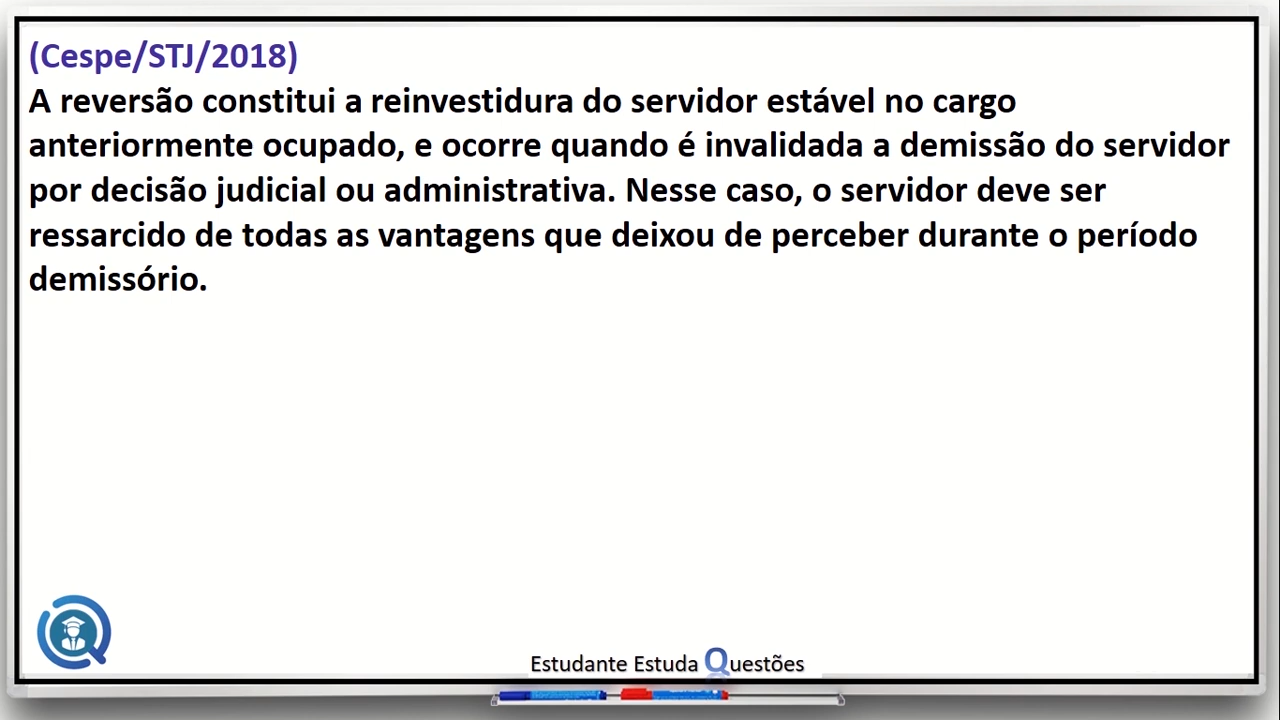 (Cespe/STJ/2018)
A reversão constitui a reinvestidura do servidor estável no cargo
anteriormente ocupado, e ocorre quando é invalidada a demissão do servidor
por decisão judicial ou administrativa. Nesse caso, o servidor deve ser
ressarcido de todas as vantagens que deixou de perceber durante o período
demissório.
Estudante Estuda Questões